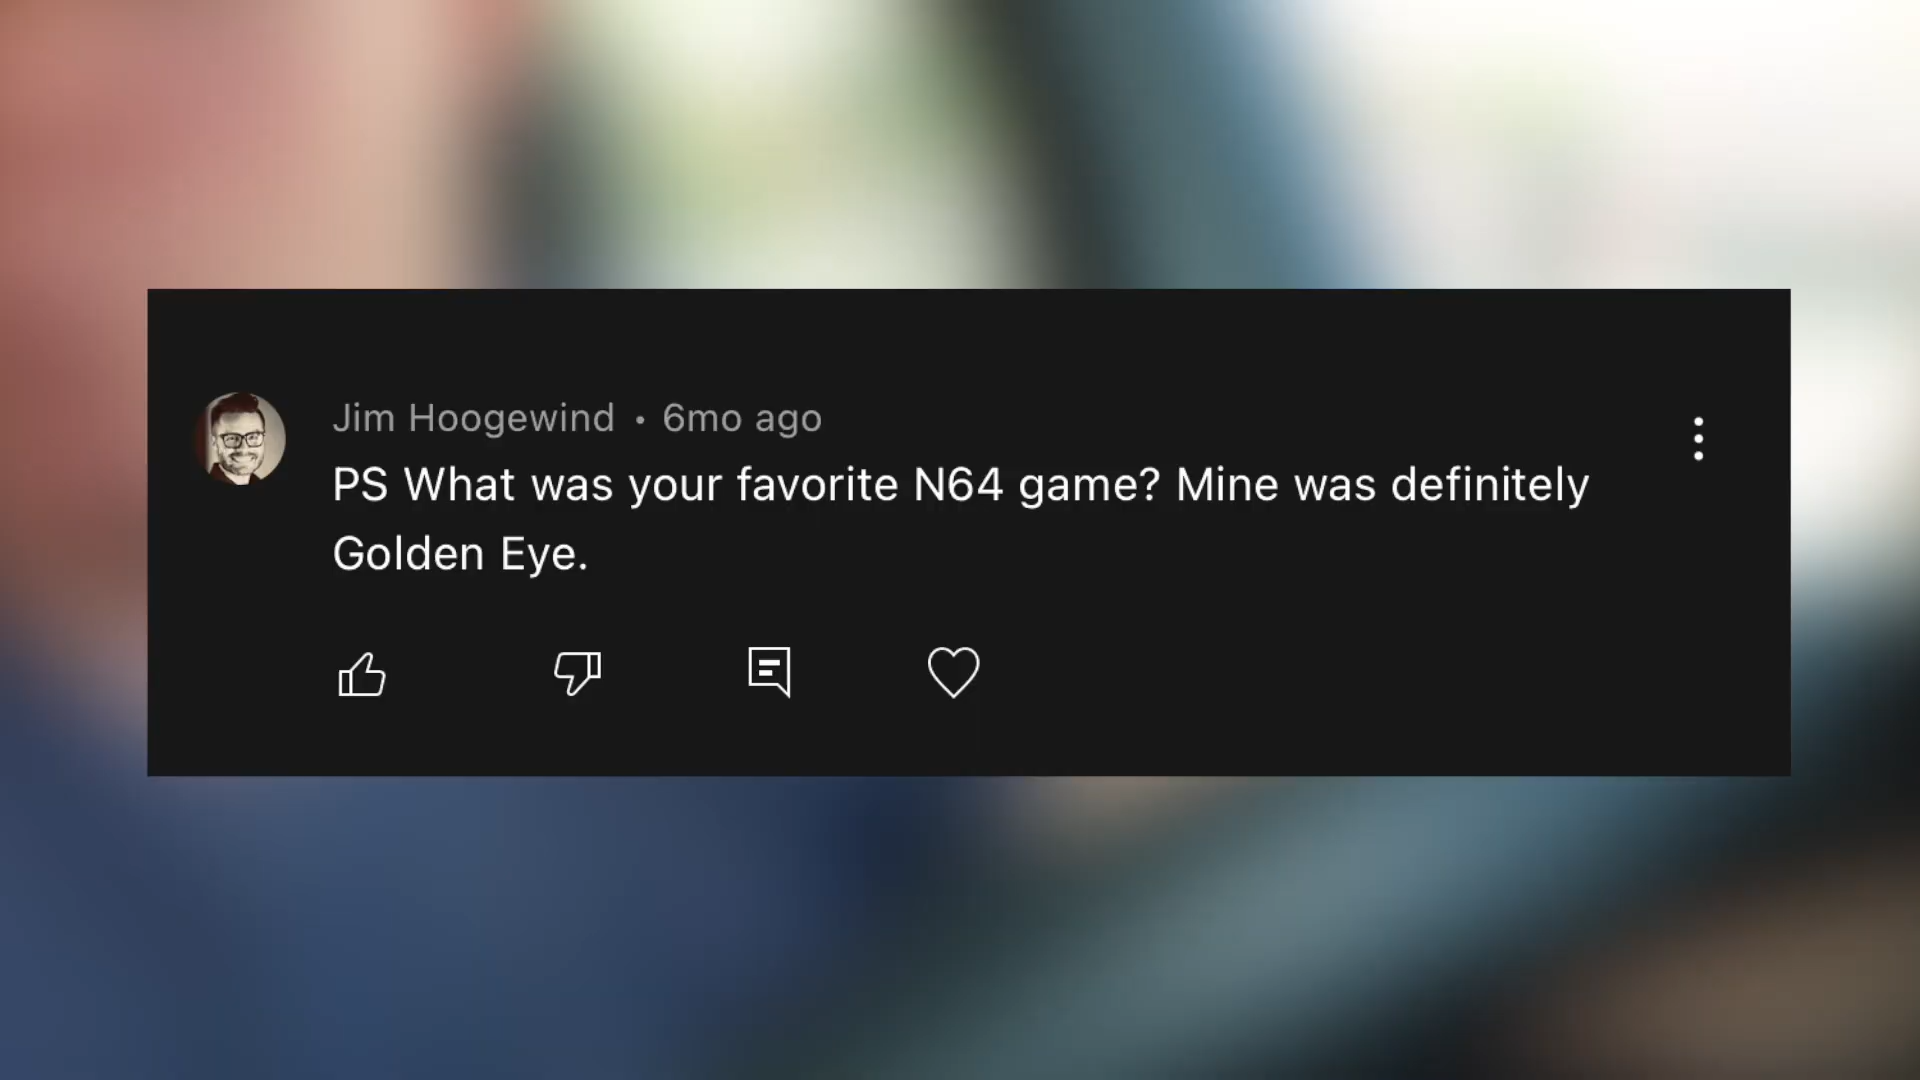 Jim Hoogewind • 6mo ago
PS What was your favorite N64 game? Mine was definitely
Golden Eye.